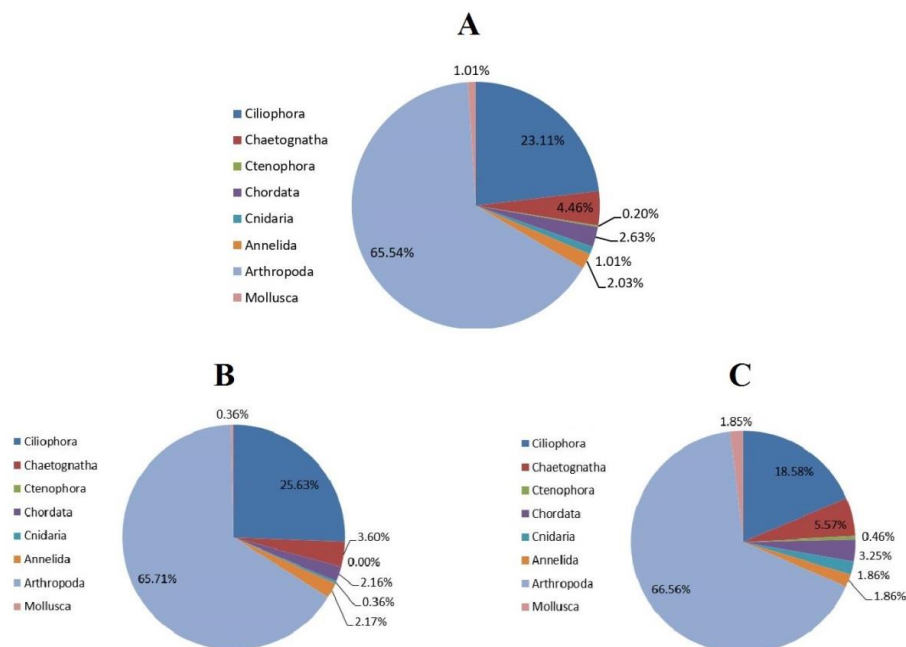 A
Ciliophora
Chaetognatha
Ctenophora
Chordata
Cnidaria
Annelida
Arthropoda
Mollusca
1.01%
23.11%
4.46%
0.20%
2.63%
1.01%
2.03%
65.54%
B
Ciliophora
Chaetognatha
Ctenophora
Chordata
Cnidaria
Annelida
Arthropoda
Mollusca
0.36%
25.63%
3.60%
0.00%
2.16%
0.36%
2.17%
65.71%
C
Ciliophora
Chaetognatha
Ctenophora
Chordata
Cnidaria
Annelida
Arthropoda
Mollusca
1.85%
18.58%
5.57%
0.46%
3.25%
1.86%
1.86%
66.56%